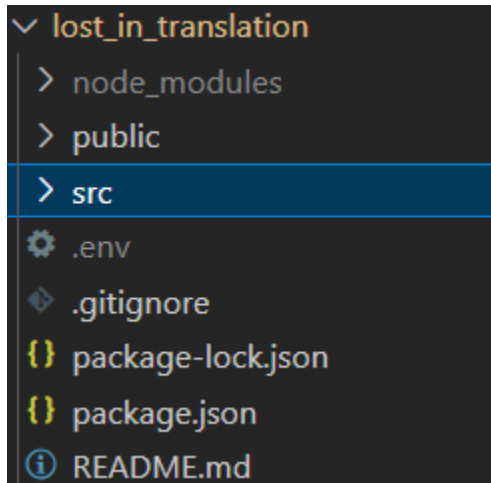 lost_in_translation
node_modules
public
src
.env
.gitignore
package-lock.json
package.json
README.md